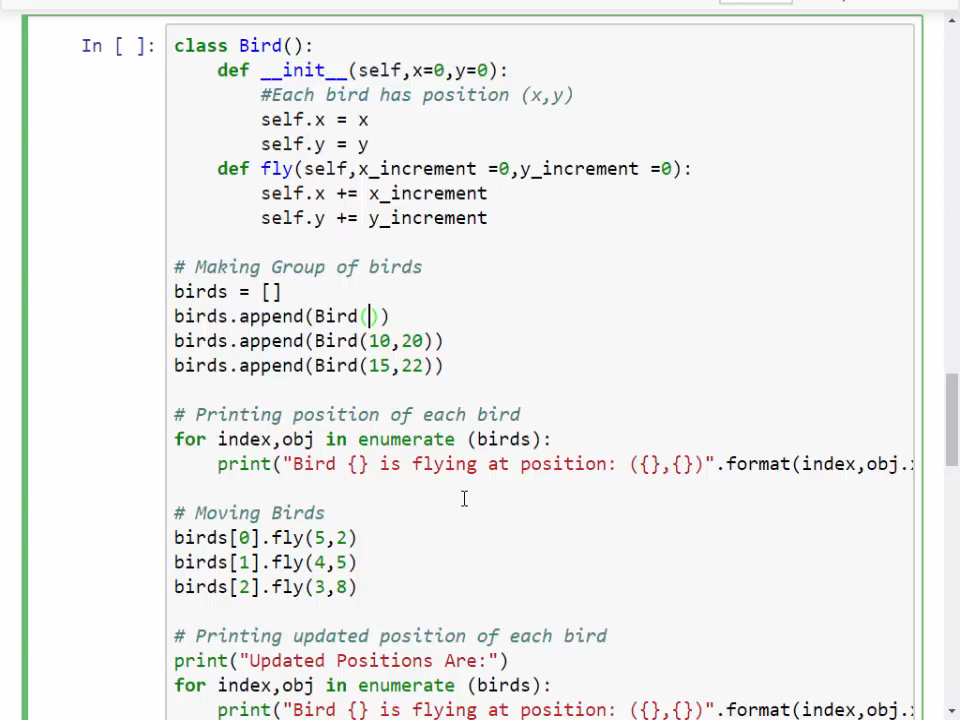 In [ ]:
class Bird():
    def __init__(self,x=0,y=0):
        #Each bird has position (x,y)
        self.x = x
        self.y = y
    def fly(self,x_increment =0,y_increment =0):
        self.x += x_increment
        self.y += y_increment
# Making Group of birds
birds = []
birds.append(Bird())
birds.append(Bird(10,20))
birds.append(Bird(15,22))
# Printing position of each bird
for index,obj in enumerate (birds):
    print("Bird {} is flying at position: ({},{})".format(index,obj.x
# Moving Birds
birds[0].fly(5,2)
birds[1].fly(4,5)
birds[2].fly(3,8)
# Printing updated position of each bird
print("Updated Positions Are:")
for index,obj in enumerate (birds):
    print("Bird {} is flying at position: ({},{})".format(index,obj.x